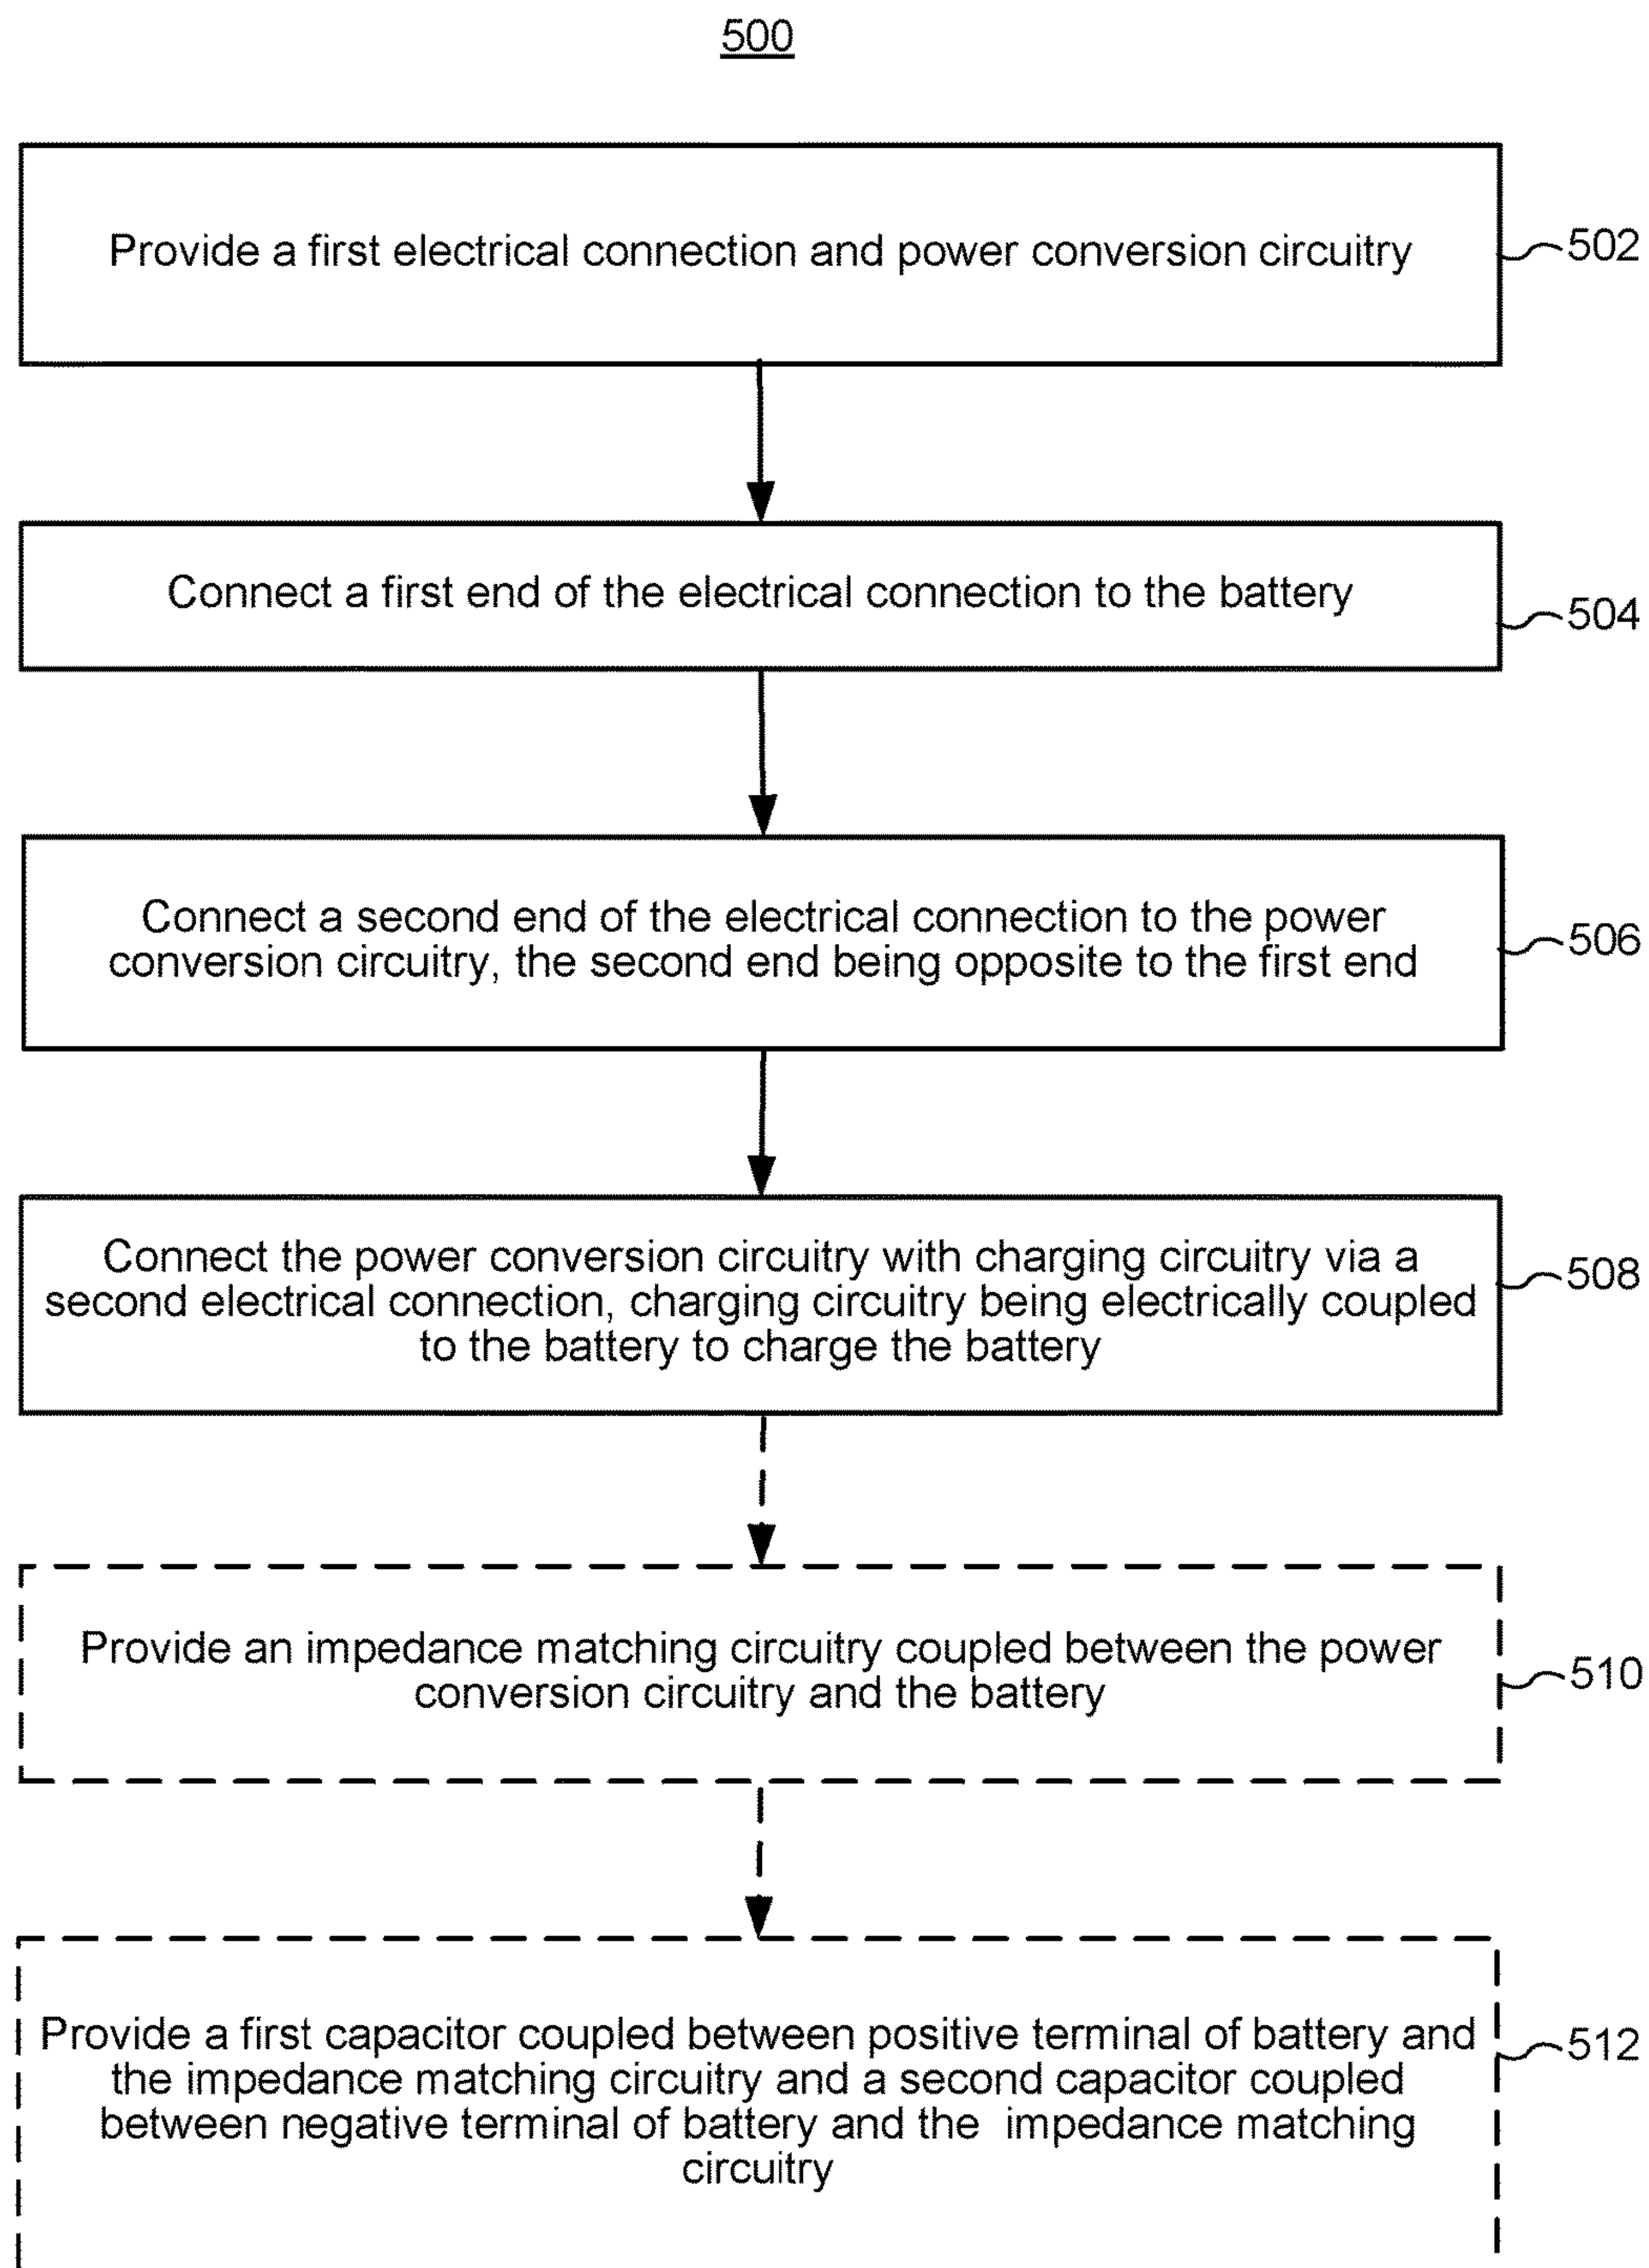 500
Provide a first electrical connection and power conversion circuitry
502
Connect a first end of the electrical connection to the battery
504
Connect a second end of the electrical connection to the power
conversion circuitry, the second end being opposite to the first end
506
Connect the power conversion circuitry with charging circuitry via a
second electrical connection, charging circuitry being electrically coupled
to the battery to charge the battery
508
Provide an impedance matching circuitry coupled between the power
conversion circuitry and the battery
510
Provide a first capacitor coupled between positive terminal of battery and
the impedance matching circuitry and a second capacitor coupled
between negative terminal of battery and the impedance matching
circuitry
512